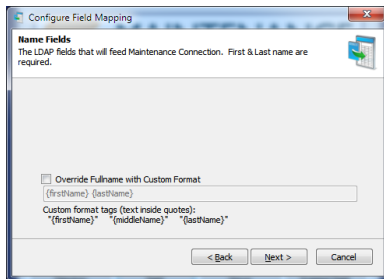 Configure Field Mapping
Name Fields
The LDAP fields that will feed Maintenance Connection. First & Last name are
required.
Override Fullname with Custom Format
{firstName} {lastName}
Custom format tags (text inside quotes):
"{firstName}" "{middleName}" "{lastName}"
< Back
Next >
Cancel